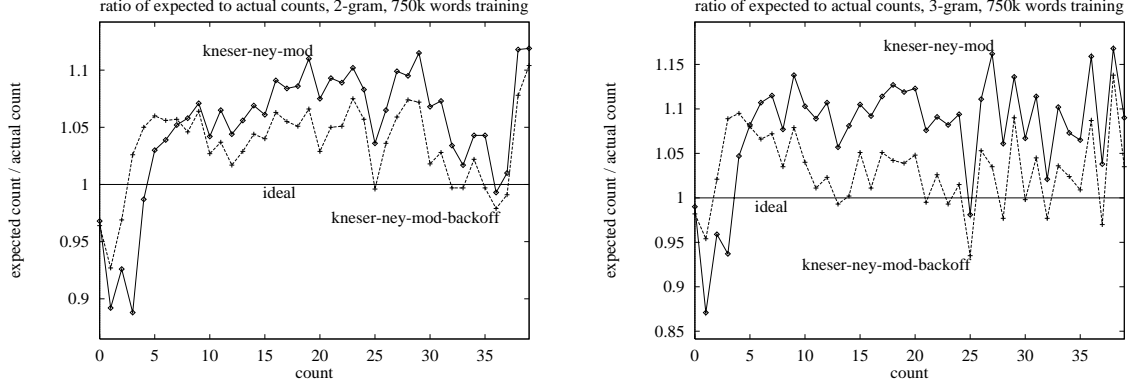 ratio of expected to actual counts, 2-gram, 750k words training
kneser-ney-mod
1.1
1.05
1
0.95
0.9
ideal
kneser-ney-mod-backoff
expected count / actual count
0 5 10 15 20 25 30 35
count
ratio of expected to actual counts, 3-gram, 750k words training
kneser-ney-mod
1.15
1.1
1.05
1
0.95
0.9
0.85
ideal
kneser-ney-mod-backoff
expected count / actual count
0 5 10 15 20 25 30 35
count